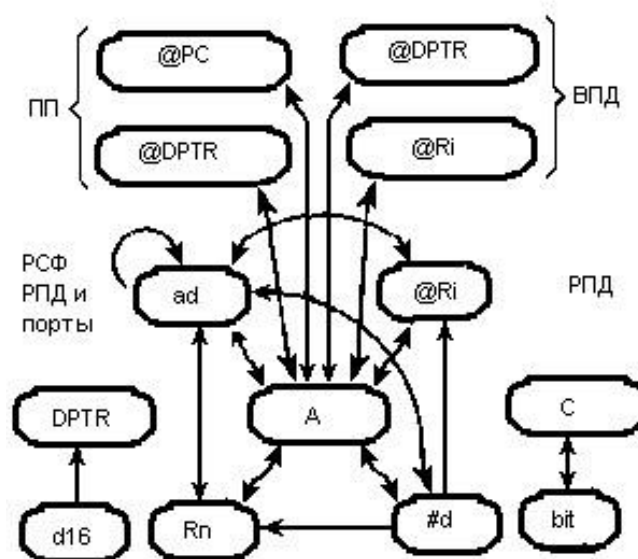 @PC
@DPTR
ПП
ВПД
@DPTR
@Ri
РСФ
РПД и
порты
ad
@Ri
РПД
DPTR
A
C
d16
Rn
#d
bit